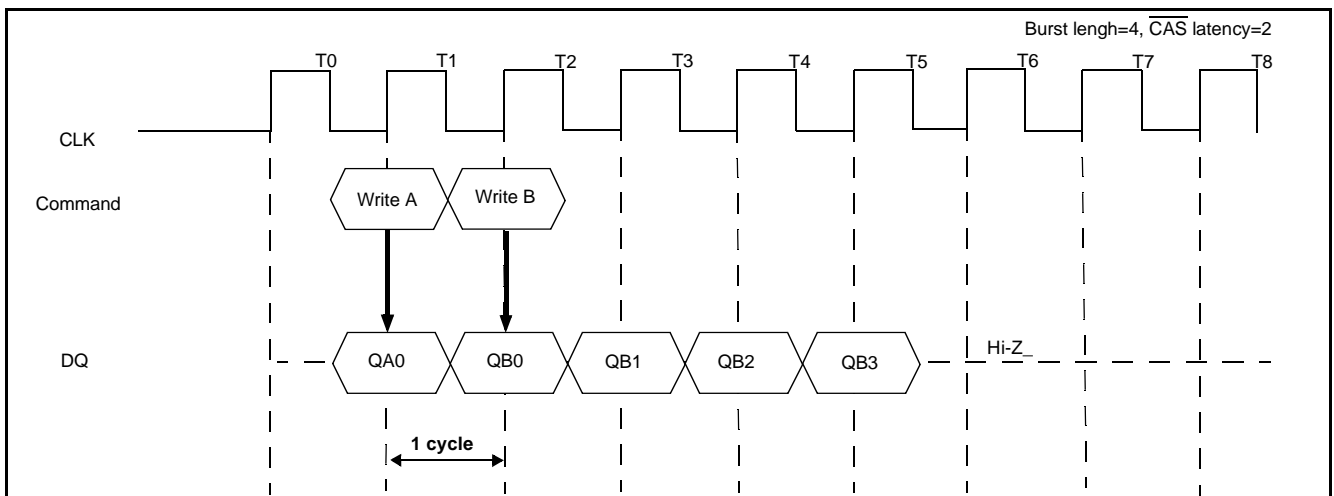 Burst lengh=4, CAS latency=2
T0 T1 T2 T3 T4 T5 T6 T7 T8
CLK
Command Write A Write B
DQ QA0 QB0 QB1 QB2 QB3 Hi-Z_
1 cycle